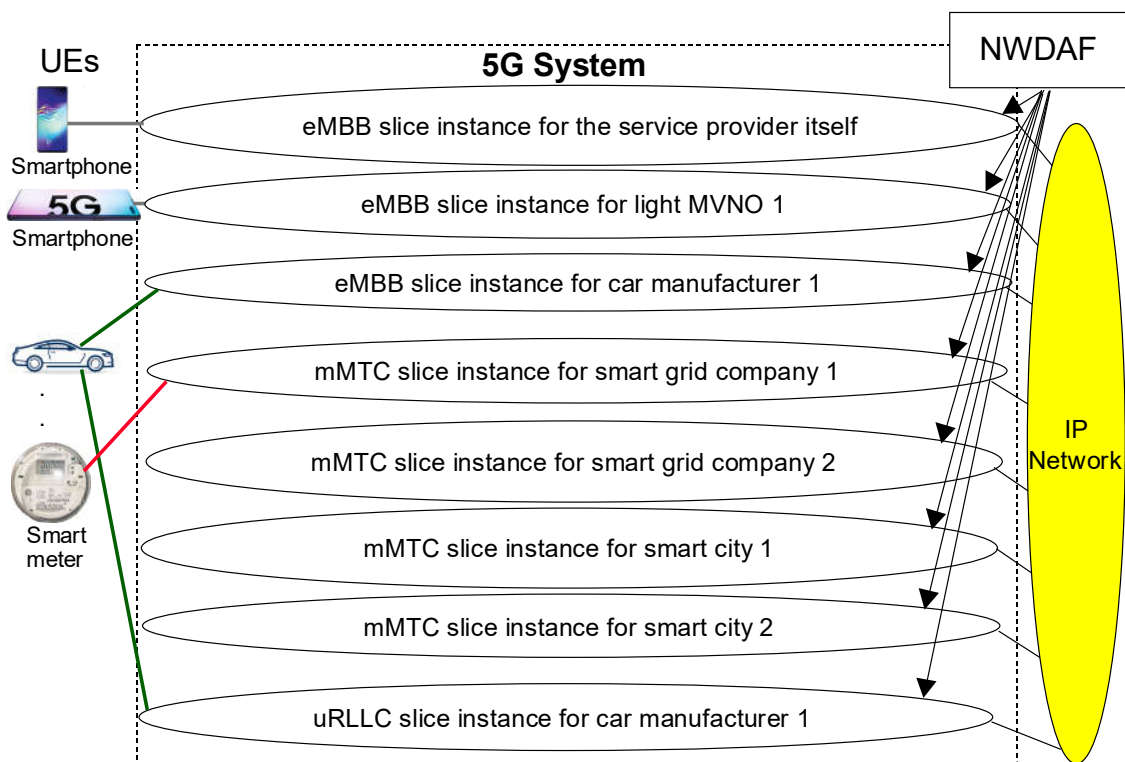 UEs
5G System
NWDAF
Smartphone
eMBB slice instance for the service provider itself
5G
Smartphone
eMBB slice instance for light MVNO 1
eMBB slice instance for car manufacturer 1
mMTC slice instance for smart grid company 1
.
.
mMTC slice instance for smart grid company 2
IP
Network
Smart
meter
mMTC slice instance for smart city 1
mMTC slice instance for smart city 2
uRLLC slice instance for car manufacturer 1